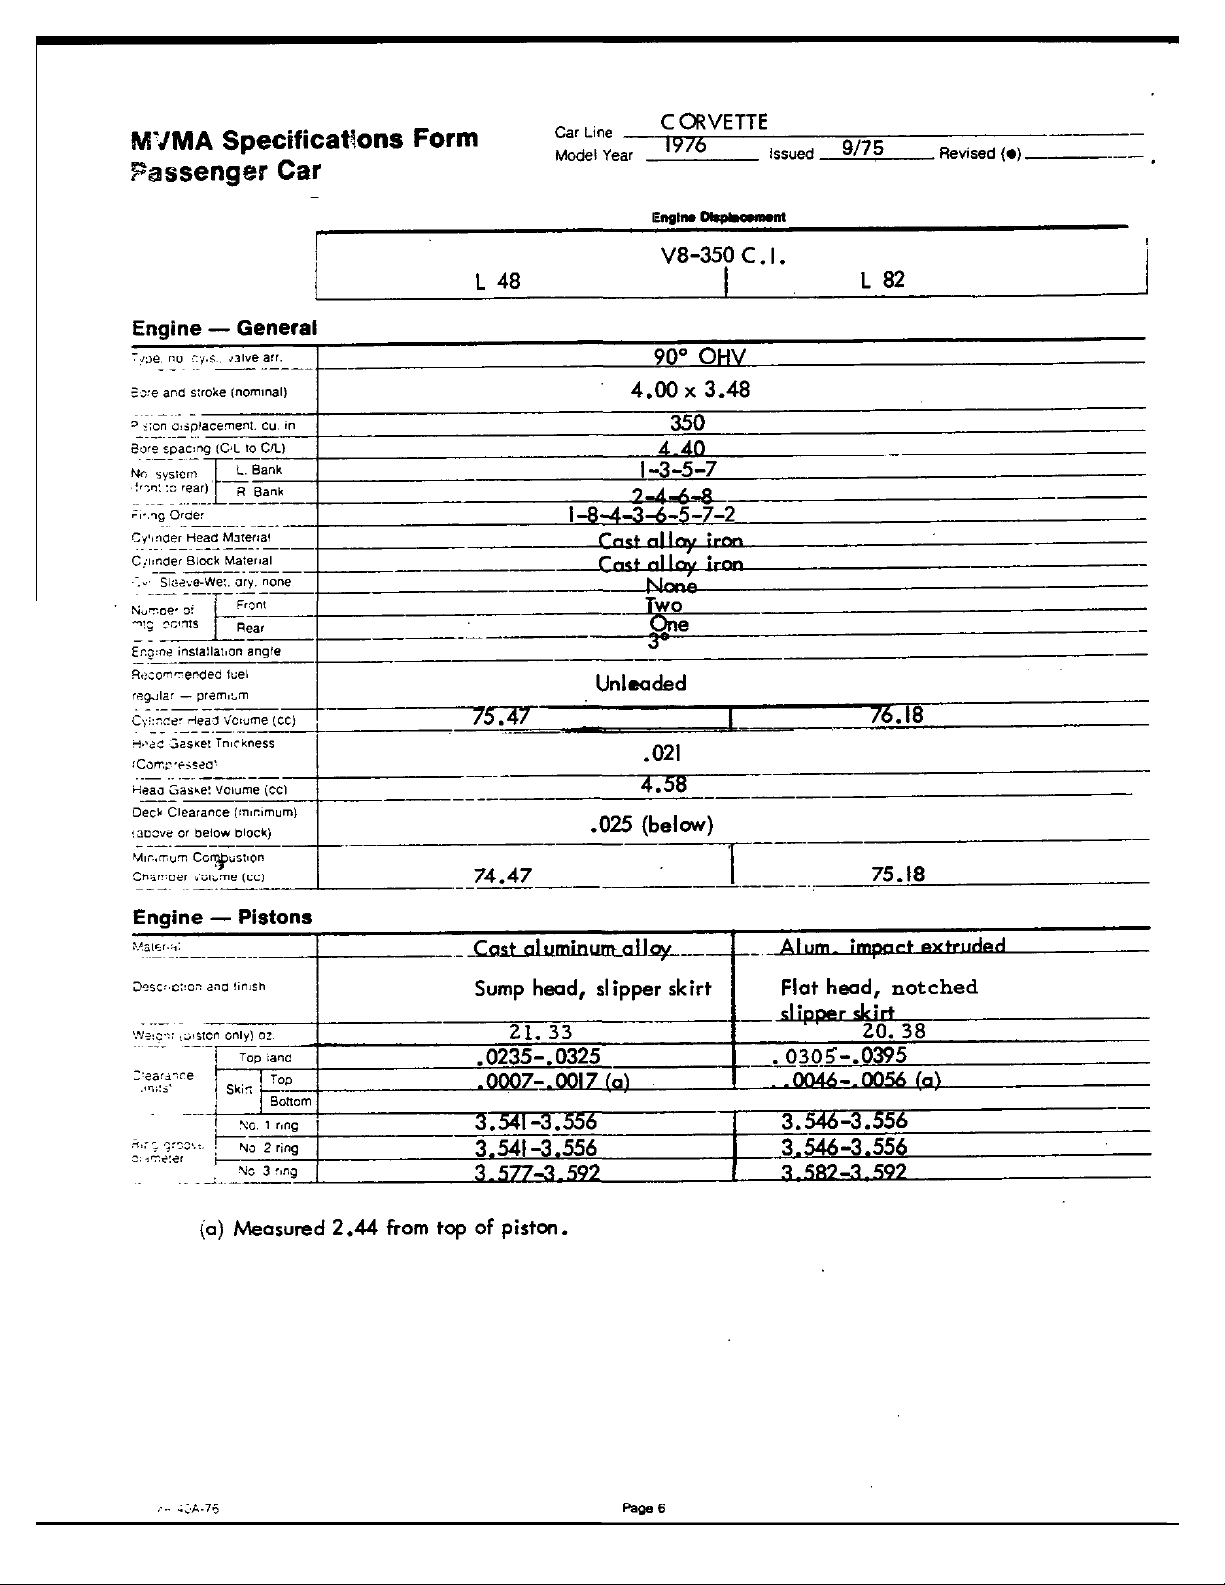 MVMA Specifications Form
Passenger Car
Car Line CORVETTE
Model Year 1976 Issued 9/75 Revised (●)
Engine Displacement
V8-350 C.I.
L 48 L 82
Engine — General
Type, no. cyls., valve arr. 90° OHV
Bore and stroke (nominal) 4.00 x 3.48
Piston displacement, cu. in 350
Bore spacing (C/L to C/L) 4.40
No. system (front to rear) L. Bank 1-3-5-7
R. Bank 2-4-6-8
Firing Order 1-8-4-3-6-5-7-2
Cylinder Head Material Cast alloy iron
Cylinder Block Material Cast alloy iron
Sleeve-Wet, dry, none None
Number of mtg. points Front Two
Rear One
Engine installation angle 3°
Recommended fuel
regular — premium Unleaded
Cylinder Head Volume (cc) 75.47 76.18
Head Gasket Thickness
(Compressed) .021
Head Gasket Volume (cc) 4.58
Deck Clearance (minimum)
(above or below block) .025 (below)
Minimum Combustion
Chamber Volume (cc) 74.47 75.18
Engine — Pistons
Material Cast aluminum alloy Alum. impact extruded
Description and finish Sump head, slipper skirt Flat head, notched
slipper skirt
Weight (piston only) oz. 21.33 20.38
Clearance limits Top land .0235-.0325 .0305-.0395
Skirt Top .0007-.0017 (a) .0046-.0056 (a)
Bottom
Ring groove diameter No. 1 ring 3.541-3.556 3.546-3.556
No 2 ring 3.541-3.556 3.546-3.556
No 3 ring 3.577-3.592 3.582-3.592
(a) Measured 2.44 from top of piston.
Page 6